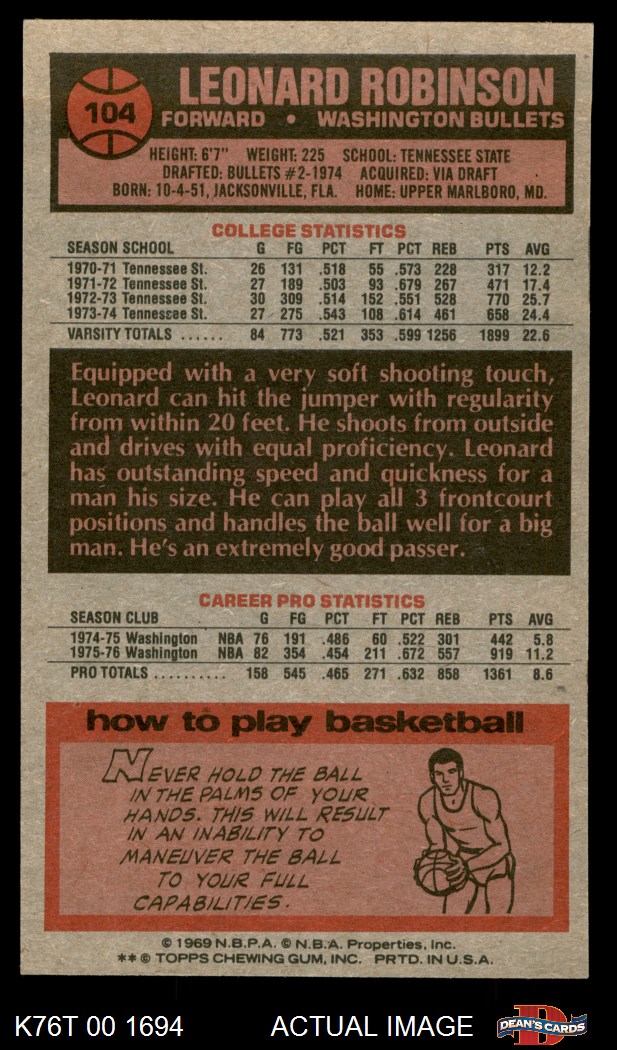 104
LEONARD ROBINSON
FORWARD • WASHINGTON BULLETS
HEIGHT: 6'7" WEIGHT: 225 SCHOOL: TENNESSEE STATE
DRAFTED: BULLETS #2-1974 ACQUIRED: VIA DRAFT
BORN: 10-4-51, JACKSONVILLE, FLA. HOME: UPPER MARLBORO, MD.
COLLEGE STATISTICS
SEASON SCHOOL G FG PCT FT PCT REB PTS AVG
1970-71 Tennessee St. 26 131 .518 55 .573 228 317 12.2
1971-72 Tennessee St. 27 189 .503 93 .679 267 471 17.4
1972-73 Tennessee St. 30 309 .514 152 .551 528 770 25.7
1973-74 Tennessee St. 27 275 .543 108 .614 461 658 24.4
VARSITY TOTALS ...... 84 773 .521 353 .599 1256 1899 22.6
Equipped with a very soft shooting touch,
Leonard can hit the jumper with regularity
from within 20 feet. He shoots from outside
and drives with equal proficiency. Leonard
has outstanding speed and quickness for a
man his size. He can play all 3 frontcourt
positions and handles the ball well for a big
man. He's an extremely good passer.
CAREER PRO STATISTICS
SEASON CLUB G FG PCT FT PCT REB PTS AVG
1974-75 Washington NBA 76 191 .486 60 .522 301 442 5.8
1975-76 Washington NBA 82 354 .454 211 .672 557 919 11.2
PRO TOTALS .......... 158 545 .465 271 .632 858 1361 8.6
how to play basketball
NEVER HOLD THE BALL
IN THE PALMS OF YOUR
HANDS. THIS WILL RESULT
IN AN INABILITY TO
MANEUVER THE BALL
TO YOUR FULL
CAPABILITIES.
© 1969 N.B.P.A. © N.B.A. Properties, Inc.
** © TOPPS CHEWING GUM, INC. PRTD. IN U.S.A.
K76T 00 1694 ACTUAL IMAGE
D
DEAN'S CARDS